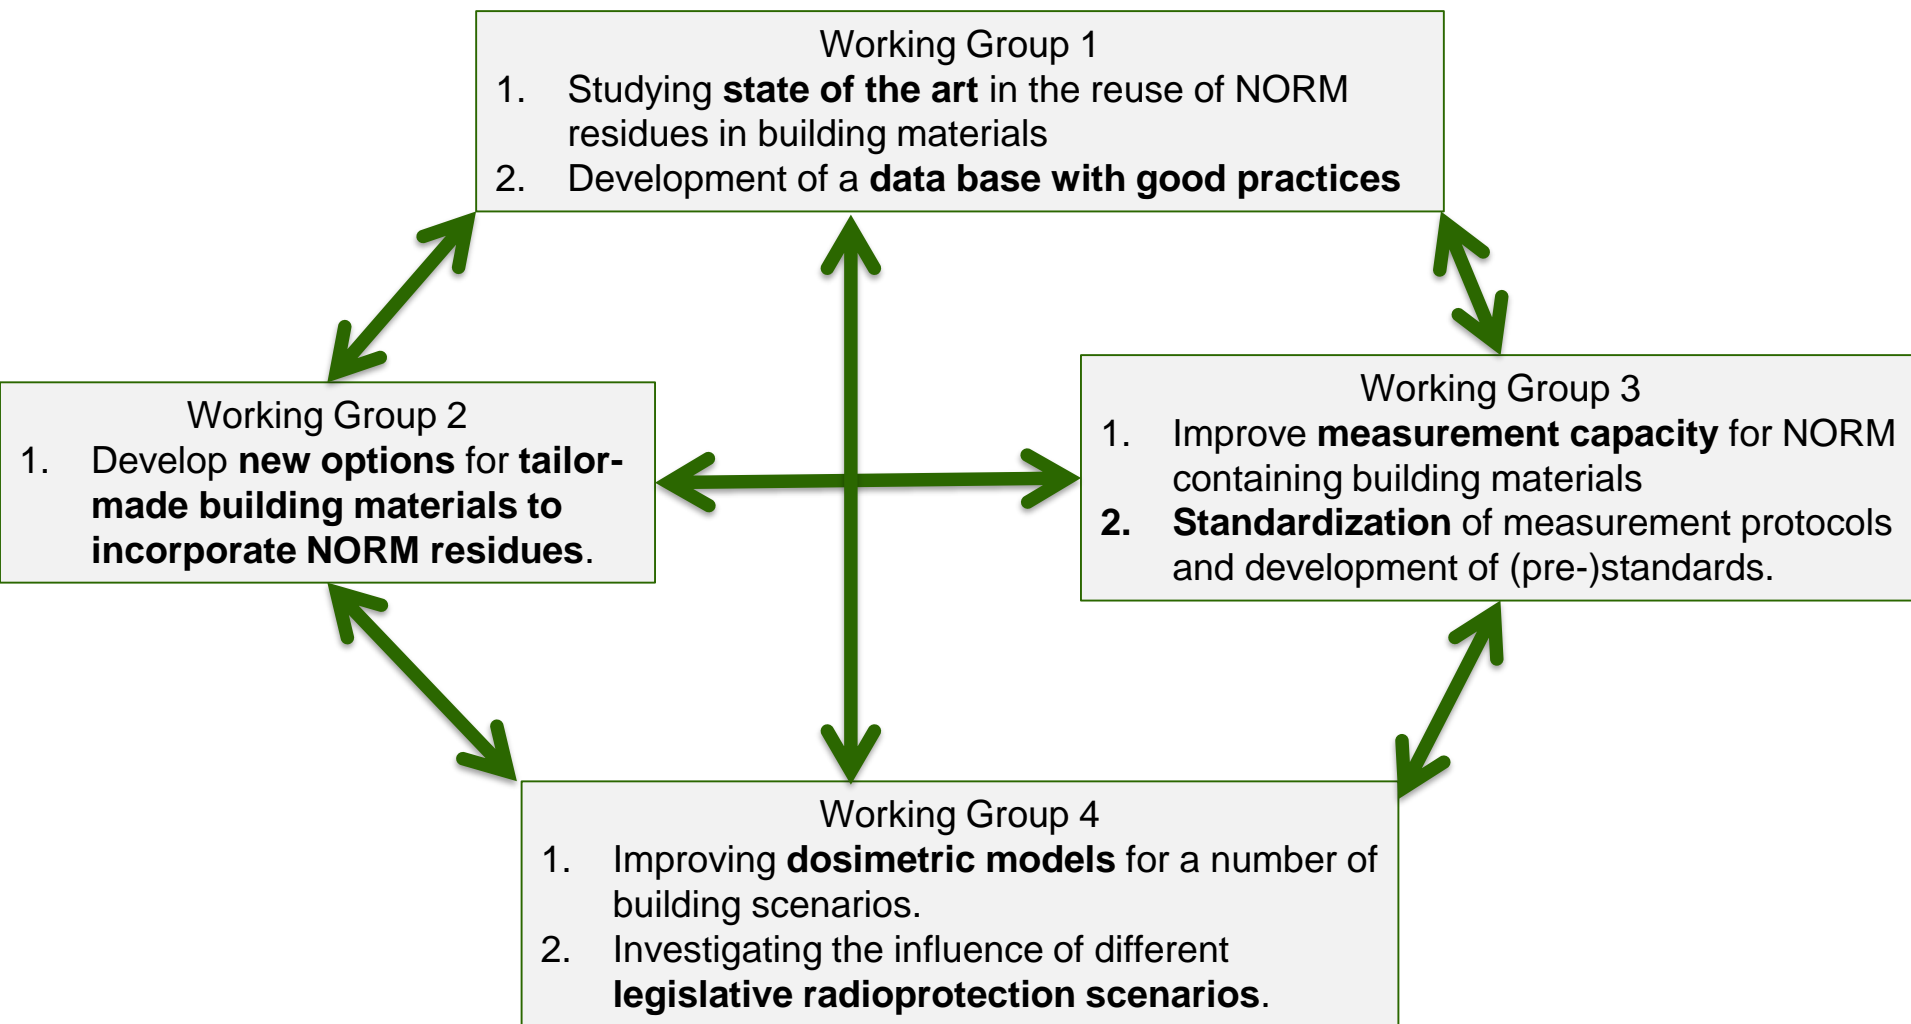 Working Group 1
1. Studying state of the art in the reuse of NORM
residues in building materials
2. Development of a data base with good practices
Working Group 2
1. Develop new options for tailor-
made building materials to
incorporate NORM residues.
Working Group 3
1. Improve measurement capacity for NORM
containing building materials
2. Standardization of measurement protocols
and development of (pre-)standards.
Working Group 4
1. Improving dosimetric models for a number of
building scenarios.
2. Investigating the influence of different
legislative radioprotection scenarios.